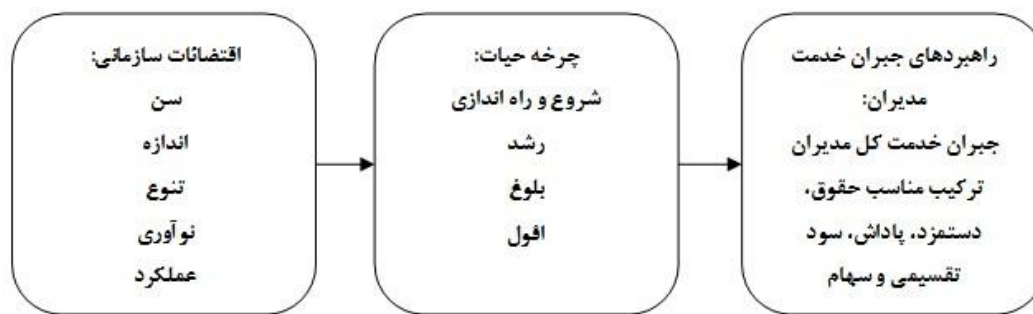 اقتضائات سازمانی:
سن
اندازه
تنوع
نوآوری
عملکرد
چرخه حیات:
شروع و راه اندازی
رشد
بلوغ
افول
راهبردهای جبران خدمت
مدیران:
جبران خدمت کل مدیران
ترکیب مناسب حقوق،
دستمزد، پاداش، سود
تقسیمی و سهام